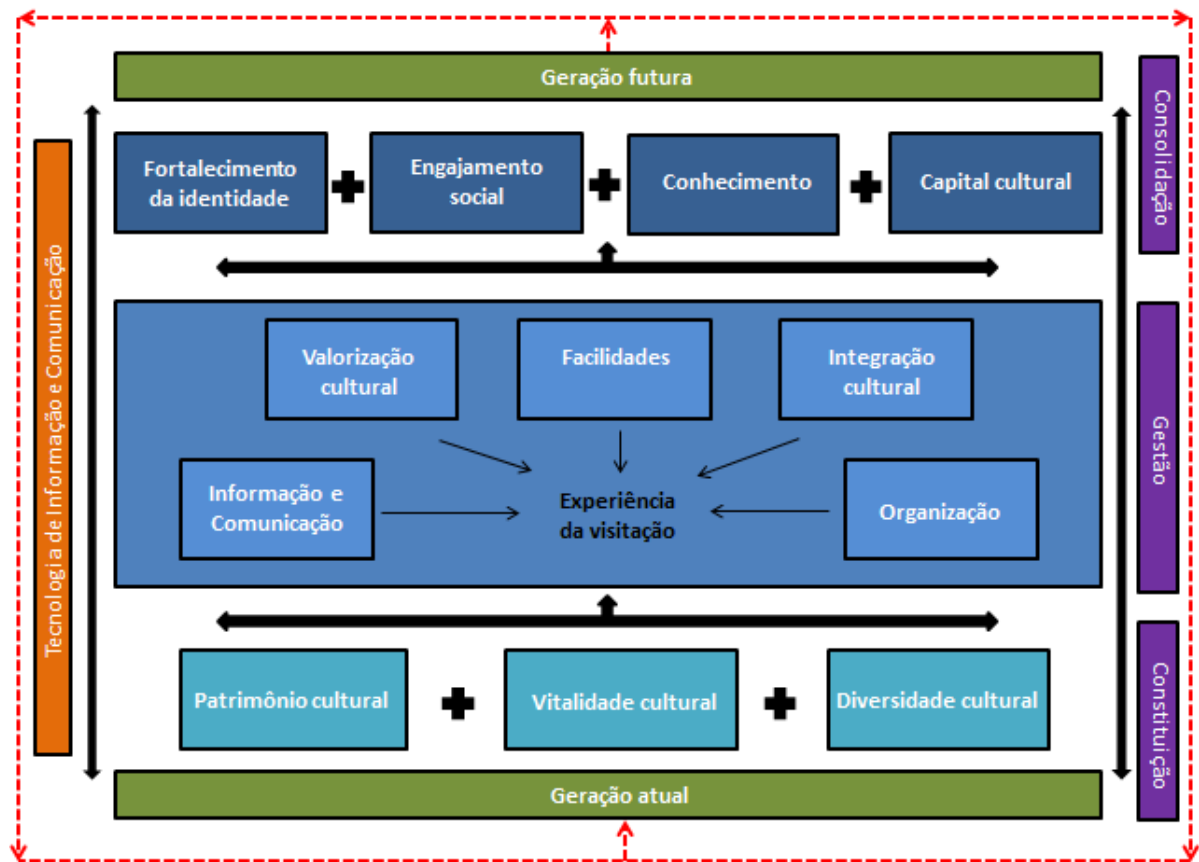 Geração futura
Fortalecimento
da identidade
Engajamento
social
Conhecimento
Capital cultural
Consolidação
Tecnologia de Informação e Comunicação
Valorização
cultural
Facilidades
Integração
cultural
Informação e
Comunicação
Experiência
da visitação
Organização
Gestão
Patrimônio cultural
Vitalidade cultural
Diversidade cultural
Constituição
Geração atual